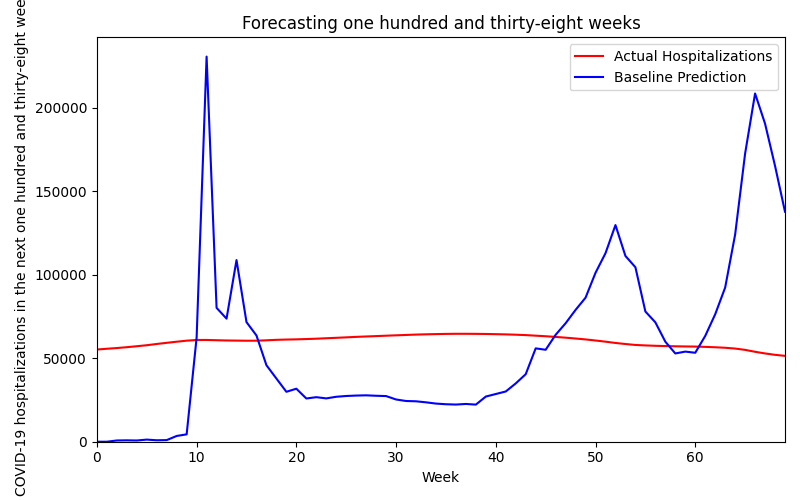 Forecasting one hundred and thirty-eight weeks
Actual Hospitalizations
Baseline Prediction
COVID-19 hospitalizations in the next one hundred and thirty-eight
200000
150000
100000
50000
0
0 10 20 30 40 50 60
Week